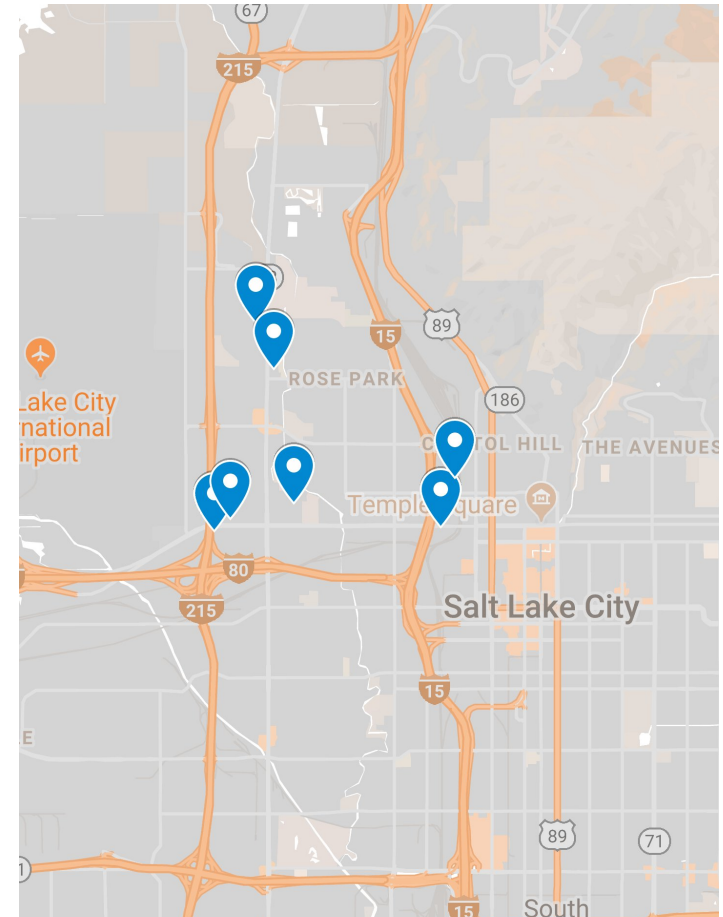 67
215
89
15
ROSE PARK
186
Lake City
rnational
irport
TOL HILL
THE AVENUES
Temple
quare
80
Salt Lake City
215
15
E
89
71
South
15